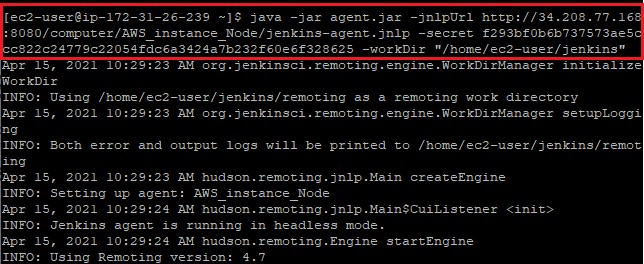 [ec2-user@ip-172-31-26-239 ~]$ java -jar agent.jar -jnlpUrl http://34.208.77.168
:8080/computer/AWS_instance_Node/jenkins-agent.jnlp -secret f293bf0b6b737573ae5c
cc822c24779c22054fdc6a3424a7b232f60e6f328625 -workDir "/home/ec2-user/jenkins"
Apr 15, 2021 10:29:23 AM org.jenkinsci.remoting.engine.WorkDirManager initialize
WorkDir
INFO: Using /home/ec2-user/jenkins/remoting as a remoting work directory
Apr 15, 2021 10:29:23 AM org.jenkinsci.remoting.engine.WorkDirManager setupLoggi
ng
INFO: Both error and output logs will be printed to /home/ec2-user/jenkins/remot
ing
Apr 15, 2021 10:29:23 AM hudson.remoting.jnlp.Main createEngine
INFO: Setting up agent: AWS_instance_Node
Apr 15, 2021 10:29:24 AM hudson.remoting.jnlp.Main$CuiListener <init>
INFO: Jenkins agent is running in headless mode.
Apr 15, 2021 10:29:24 AM hudson.remoting.Engine startEngine
INFO: Using Remoting version: 4.7